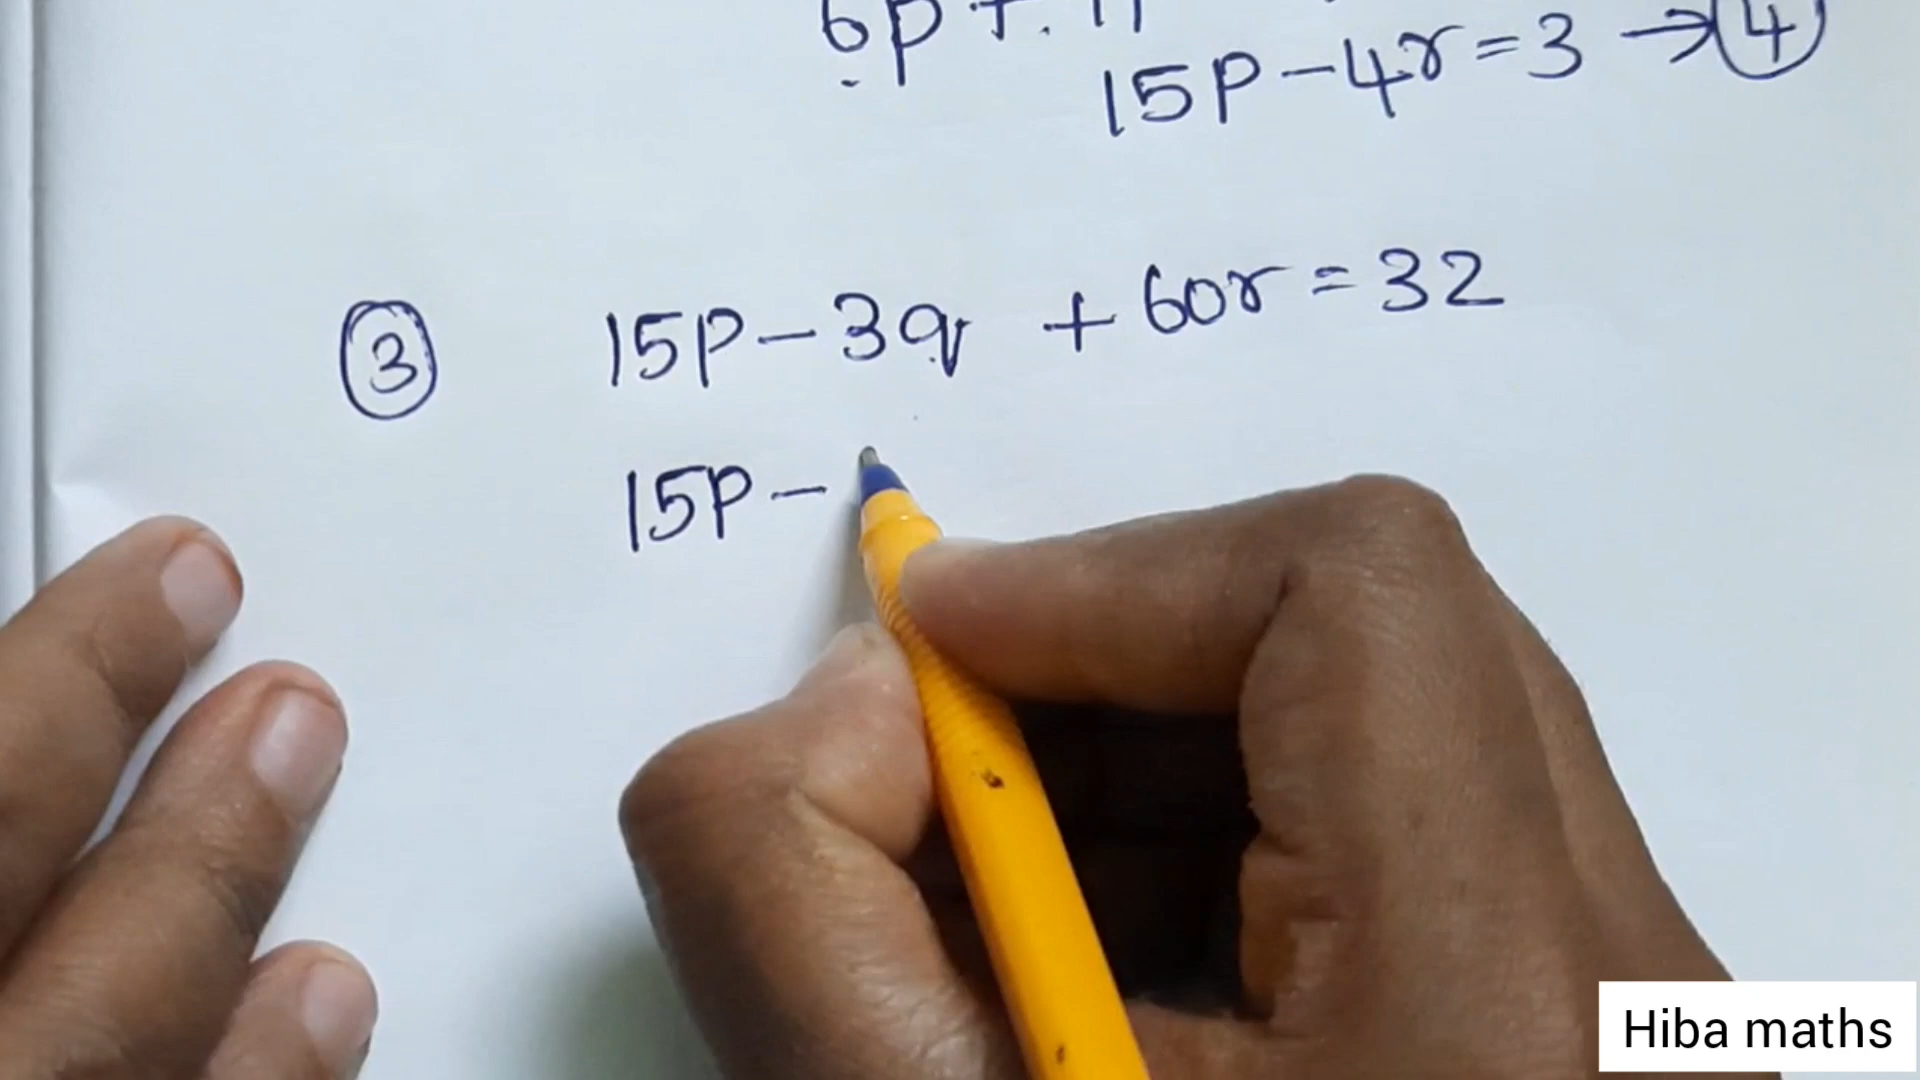 15p - 4r = 3 → ④
③ 15p - 3q + 60r = 32
15p -
Hiba maths